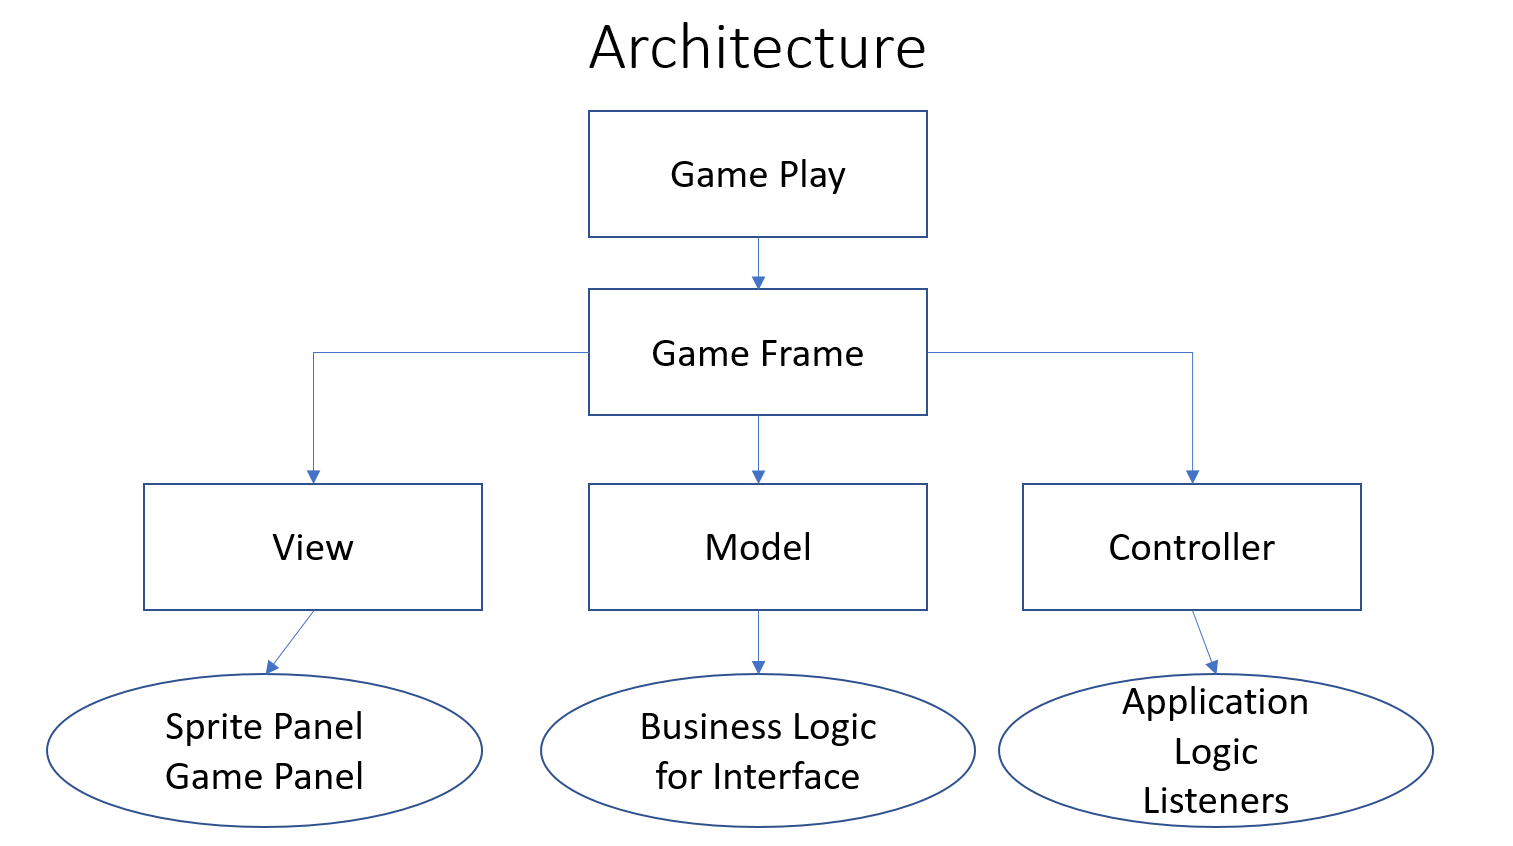 Architecture
Game Play
Game Frame
View
Model
Controller
Sprite Panel
Game Panel
Business Logic
for Interface
Application
Logic
Listeners